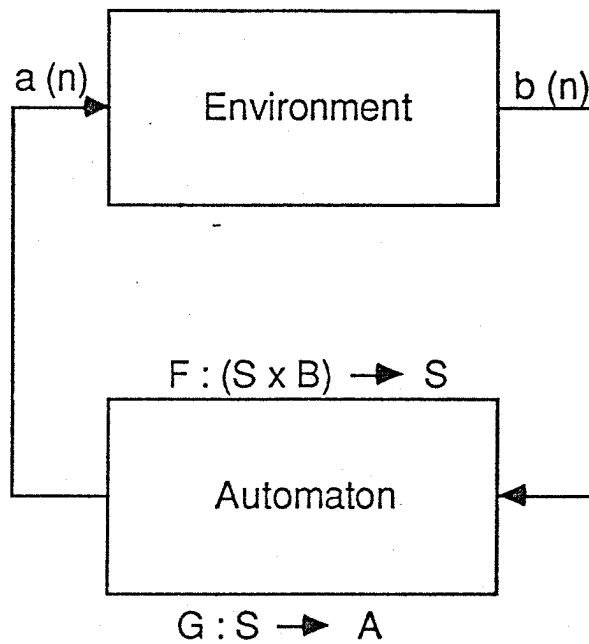 a (n)
Environment
b (n)
F : (S x B) → S
Automaton
G : S → A